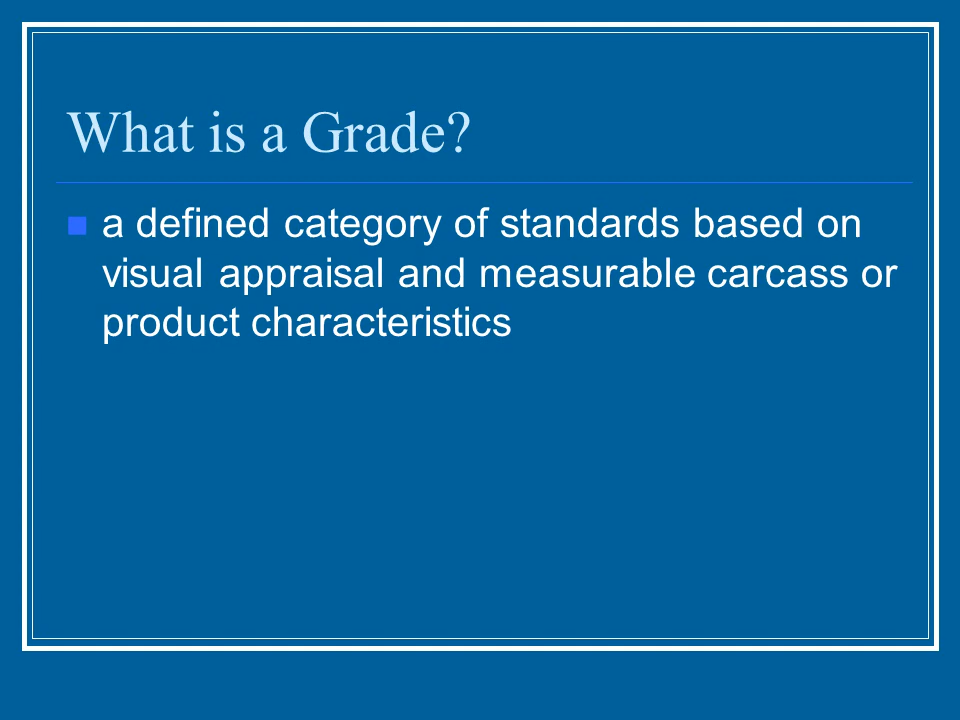 What is a Grade?
a defined category of standards based on
visual appraisal and measurable carcass or
product characteristics